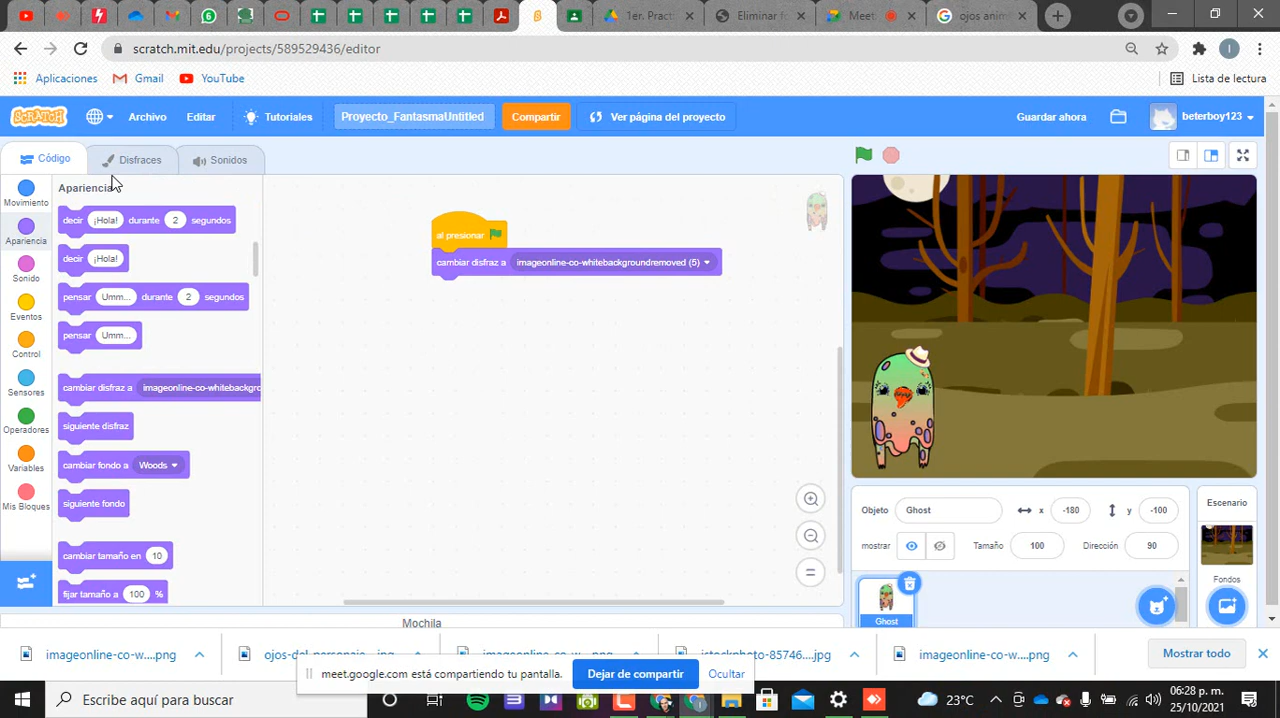 1er. Pract
Eliminar f
Meet
ojos anim
scratch.mit.edu/projects/589529436/editor
Aplicaciones
Gmail
YouTube
Lista de lectura
SCRATCH
Archivo
Editar
Tutoriales
Proyecto_FantasmaUntitled
Compartir
Ver página del proyecto
Guardar ahora
beterboy123
Código
Disfraces
Sonidos
Movimiento
Apariencia
Sonido
Eventos
Control
Sensores
Operadores
Variables
Mis Bloques
Apariencia
decir ¡Hola! durante 2 segundos
decir ¡Hola!
pensar Umm... durante 2 segundos
pensar Umm...
cambiar disfraz a imageonline-co-whitebackgro
siguiente disfraz
cambiar fondo a Woods
siguiente fondo
cambiar tamaño en 10
fijar tamaño a 100 %
al presionar
cambiar disfraz a imageonline-co-whitebackgroundremoved (5)
Objeto Ghost x -180 y -100
mostrar Tamaño 100 Dirección 90
Ghost
Escenario
Fondos
Mochila
imageonline-co-w....png
ojos-del-personaje-...jpg
imageonline-co-w....png
istockphoto-85746...jpg
imageonline-co-w....png
Mostrar todo
meet.google.com está compartiendo tu pantalla.
Dejar de compartir
Ocultar
Escribe aquí para buscar
23°C
06:28 p. m.
25/10/2021